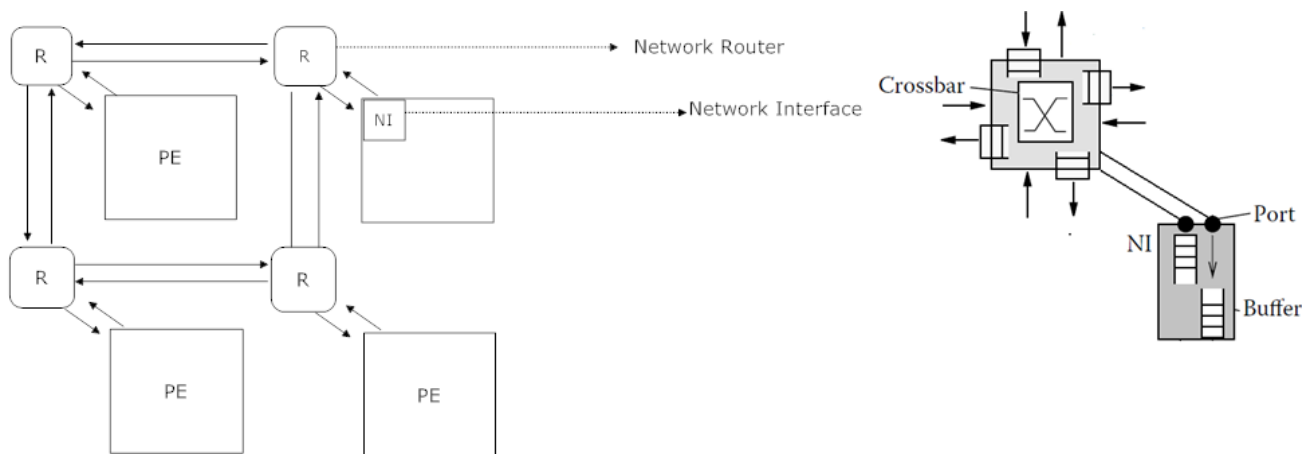 R
R
Network Router
NI
Network Interface
PE
R
R
PE
PE
Crossbar
Port
NI
Buffer